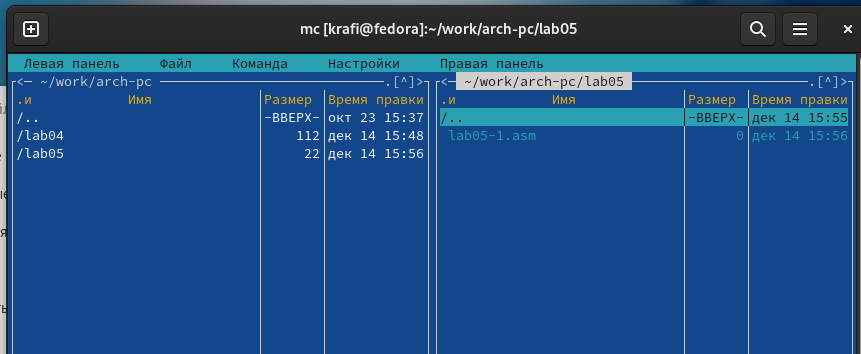 mc [krafi@fedora]:~/work/arch-pc/lab05
Левая панель Файл Команда Настройки Правая панель
<— ~/work/arch-pc .[^]>
.и Имя Размер Время правки
/.. -ВВЕРХ- окт 23 15:37
/lab04 112 дек 14 15:48
/lab05 22 дек 14 15:56
<— ~/work/arch-pc/lab05 .[^]>
.и Имя Размер Время правки
/.. -ВВЕРХ- дек 14 15:55
lab05-1.asm 0 дек 14 15:56